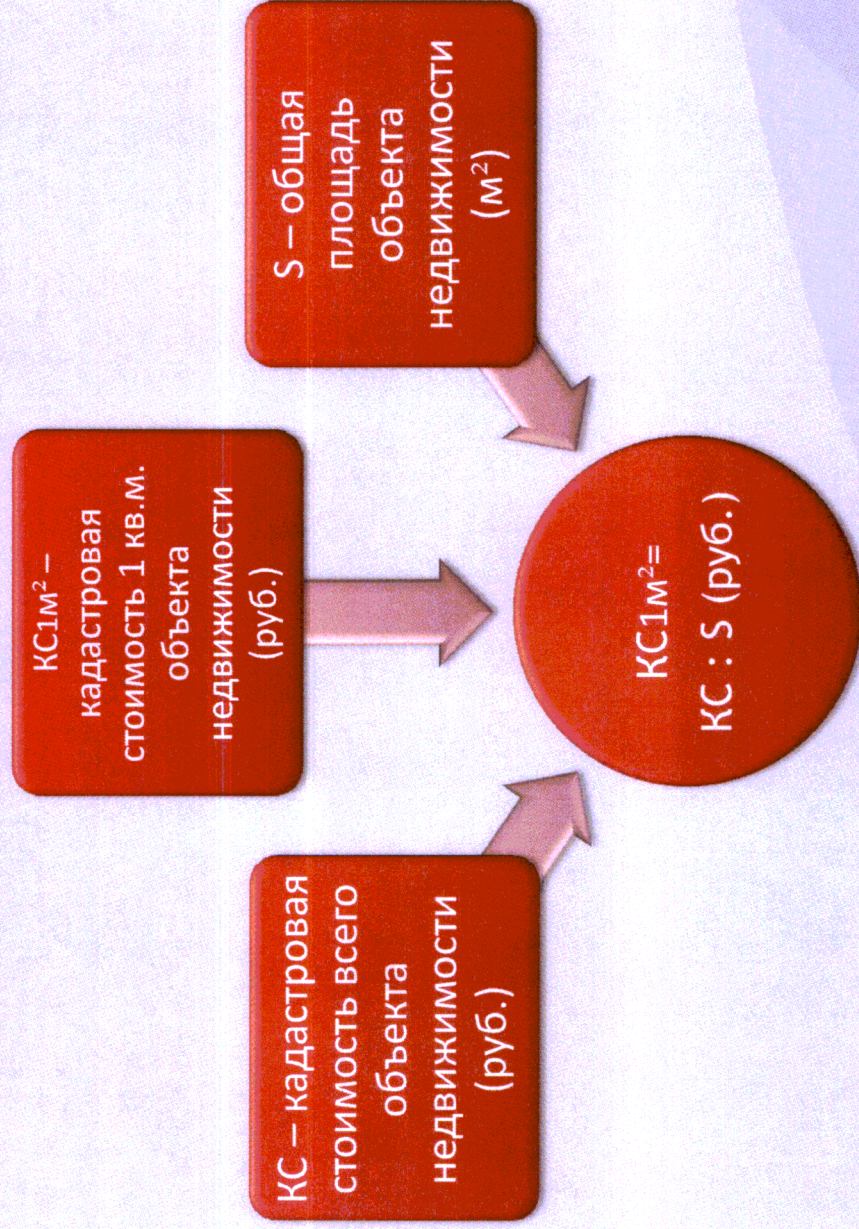 КС – кадастровая
стоимость всего
объекта
недвижимости
(руб.)
КС1м² –
кадастровая
стоимость 1 кв.м.
объекта
недвижимости
(руб.)
S – общая
площадь
объекта
недвижимости
(м²)
КС1м²=
КС : S (руб.)